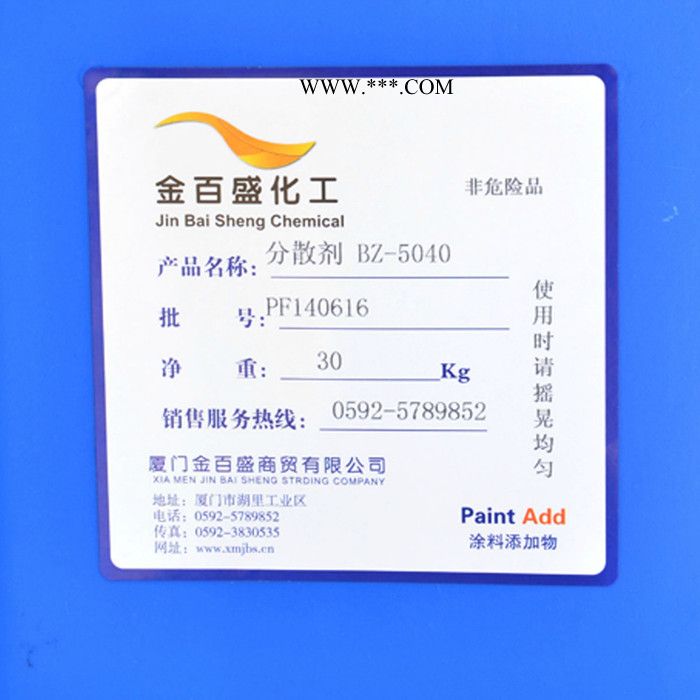 WWW.***.COM
金百盛化工
Jin Bai Sheng Chemical
非危险品
产品名称: 分散剂 BZ-5040
批 号: PF140616
净 重: 30 Kg
销售服务热线: 0592-5789852
使用时请摇晃均匀
厦门金百盛商贸有限公司
XIA MEN JIN BAI SHENG STRDING COMPANY
地址: 厦门市湖里工业区
电话: 0592-5789852
传真: 0592-3830535
网址: www.xmjbs.cn
Paint Add
涂料添加物